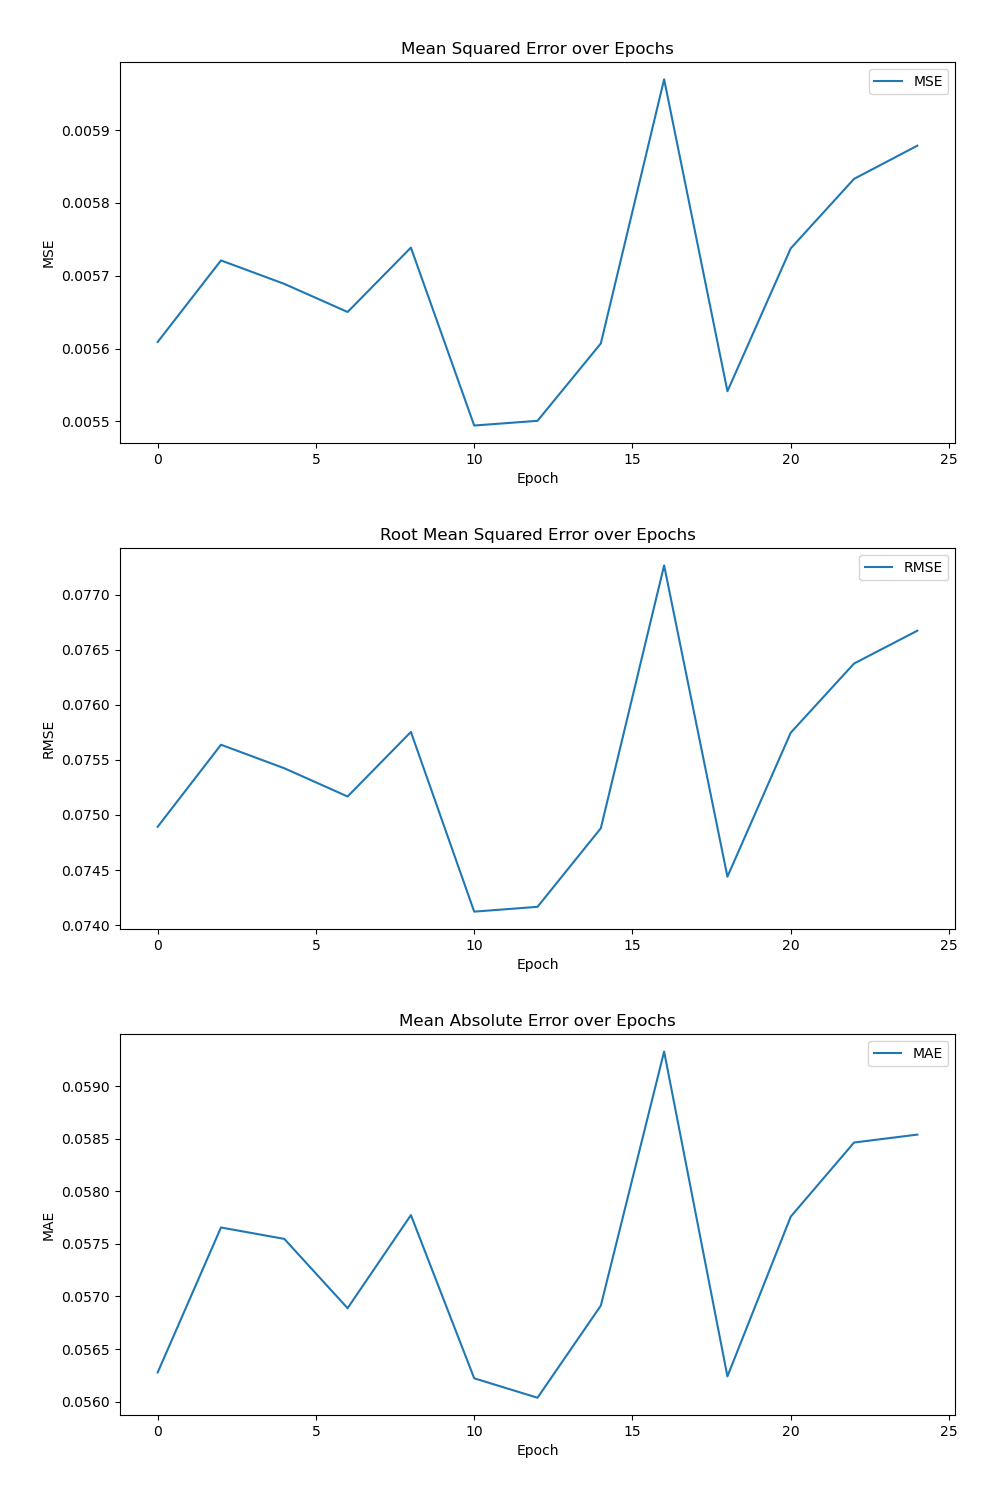 Mean Squared Error over Epochs
MSE
0.0059
0.0058
0.0057
0.0056
0.0055
MSE
0 5 10 15 20 25
Epoch
Root Mean Squared Error over Epochs
RMSE
0.0770
0.0765
0.0760
0.0755
0.0750
0.0745
0.0740
RMSE
0 5 10 15 20 25
Epoch
Mean Absolute Error over Epochs
MAE
0.0590
0.0585
0.0580
0.0575
0.0570
0.0565
0.0560
MAE
0 5 10 15 20 25
Epoch